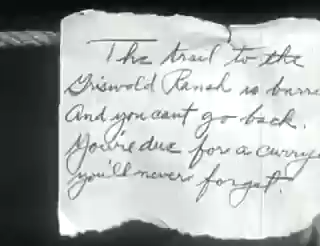 The trail to the
Griswold Ranch is barre
And you cant go back.
You're due for a curry
you'll never forget.